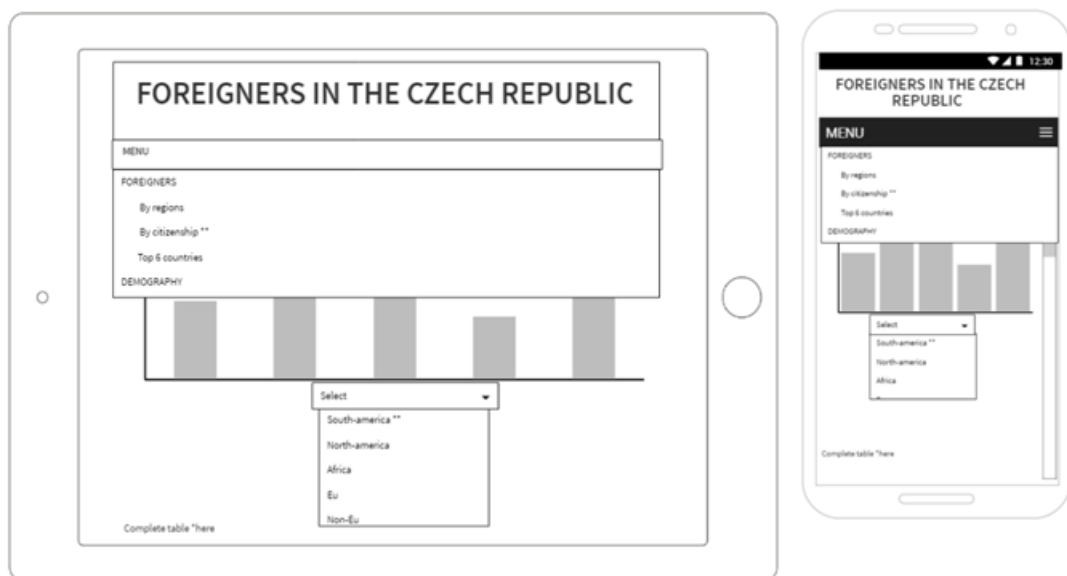 FOREIGNERS IN THE CZECH REPUBLIC
MENU
FOREIGNERS
By regions
By citizenship **
Top 6 countries
DEMOGRAPHY
Select
South-america **
North-america
Africa
Eu
Non-Eu
Complete table *here
12:30
FOREIGNERS IN THE CZECH
REPUBLIC
MENU
FOREIGNERS
By regions
By citizenship **
Top 6 countries
DEMOGRAPHY
Select
South-america **
North-america
Africa
Complete table *here